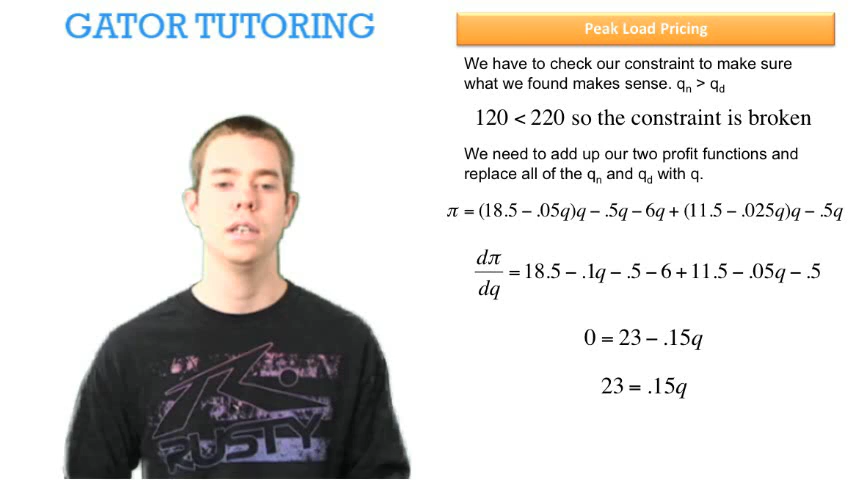 GATOR TUTORING
Peak Load Pricing
We have to check our constraint to make sure
what we found makes sense. qn > qd
120 < 220 so the constraint is broken
We need to add up our two profit functions and
replace all of the qn and qd with q.
π = (18.5 − .05q)q − .5q − 6q + (11.5 − .025q)q − .5q
dπ/dq = 18.5 − .1q − .5 − 6 + 11.5 − .05q − .5
0 = 23 − .15q
23 = .15q
RUSTY